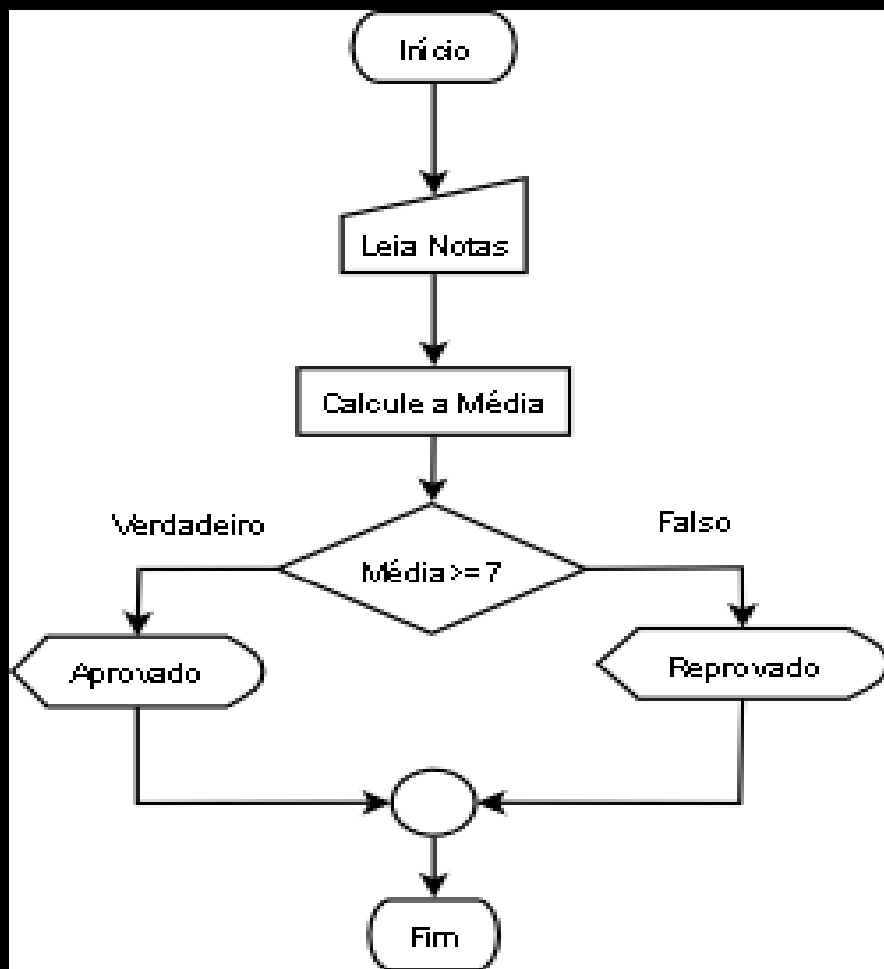 Início
Leia Notas
Calcule a Média
Verdadeiro
Falso
Média>=7
Aprovado
Reprovado
Fim